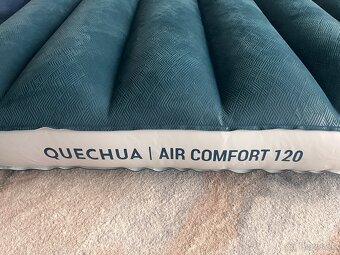 QUECHUA | AIR COMFORT 120